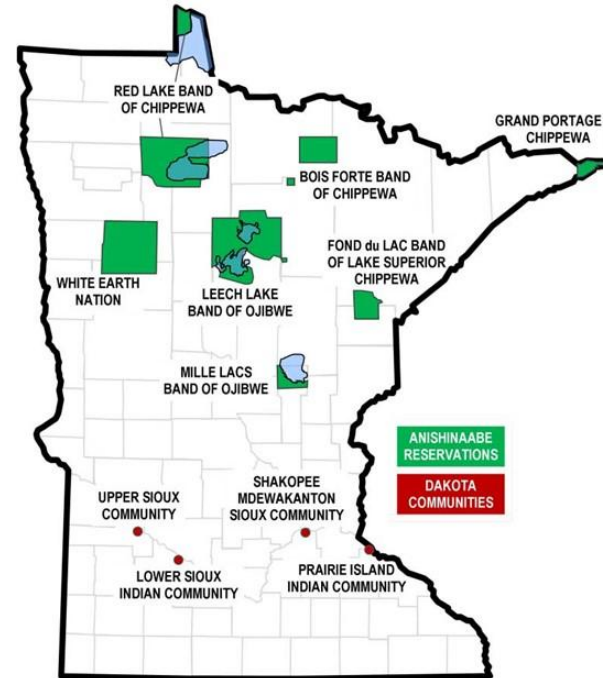 RED LAKE BAND
OF CHIPPEWA
GRAND PORTAGE
CHIPPEWA
BOIS FORTE BAND
OF CHIPPEWA
FOND du LAC BAND
OF LAKE SUPERIOR
CHIPPEWA
WHITE EARTH
NATION
LEECH LAKE
BAND OF OJIBWE
MILLE LACS
BAND OF OJIBWE
ANISHINAABE
RESERVATIONS
DAKOTA
COMMUNITIES
UPPER SIOUX
COMMUNITY
SHAKOPEE
MDEWAKANTON
SIOUX COMMUNITY
LOWER SIOUX
INDIAN COMMUNITY
PRAIRIE ISLAND
INDIAN COMMUNITY